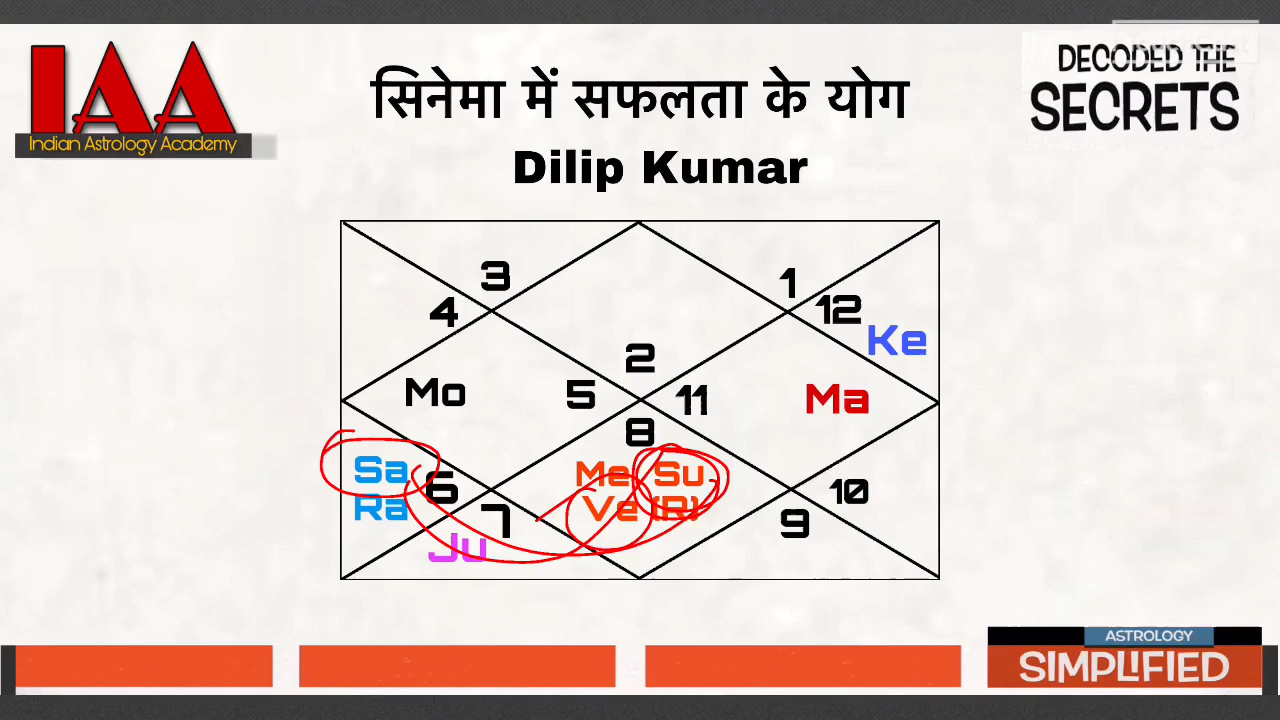 IAA
Indian Astrology Academy
DECODED THE
SECRETS
सिनेमा में सफलता के योग
Dilip Kumar
3
1
4
12
Ke
2
Mo
5
11
Ma
8
Sa
6
Me Su
10
Ra
7
Ve (R)
9
Ju
ASTROLOGY
SIMPLIFIED